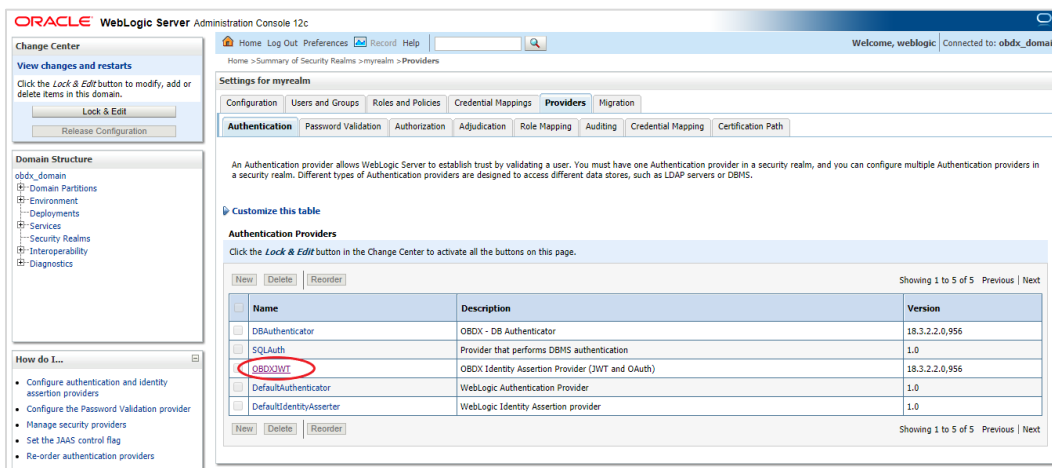 ORACLE WebLogic Server Administration Console 12c
Change Center
View changes and restarts
Click the Lock & Edit button to modify, add or
delete items in this domain.
Lock & Edit
Release Configuration
Domain Structure
obdx_domain
Domain Partitions
Environment
Deployments
Services
Security Realms
Interoperability
Diagnostics
How do I...
Configure authentication and identity
assertion providers
Configure the Password Validation provider
Manage security providers
Set the JAAS control flag
Re-order authentication providers
Home Log Out Preferences Record Help
Welcome, weblogic Connected to: obdx_domai
Home >Summary of Security Realms >myrealm >Providers
Settings for myrealm
Configuration Users and Groups Roles and Policies Credential Mappings Providers Migration
Authentication Password Validation Authorization Adjudication Role Mapping Auditing Credential Mapping Certification Path
An Authentication provider allows WebLogic Server to establish trust by validating a user. You must have one Authentication provider in a security realm, and you can configure multiple Authentication providers in
a security realm. Different types of Authentication providers are designed to access different data stores, such as LDAP servers or DBMS.
Customize this table
Authentication Providers
Click the Lock & Edit button in the Change Center to activate all the buttons on this page.
New Delete Reorder Showing 1 to 5 of 5 Previous | Next
Name Description Version
DBAuthenticator OBDX - DB Authenticator 18.3.2.2.0,956
SQLAuth Provider that performs DBMS authentication 1.0
OBDXJWT OBDX Identity Assertion Provider (JWT and OAuth) 18.3.2.2.0,956
DefaultAuthenticator WebLogic Authentication Provider 1.0
DefaultIdentityAsserter WebLogic Identity Assertion provider 1.0
New Delete Reorder Showing 1 to 5 of 5 Previous | Next